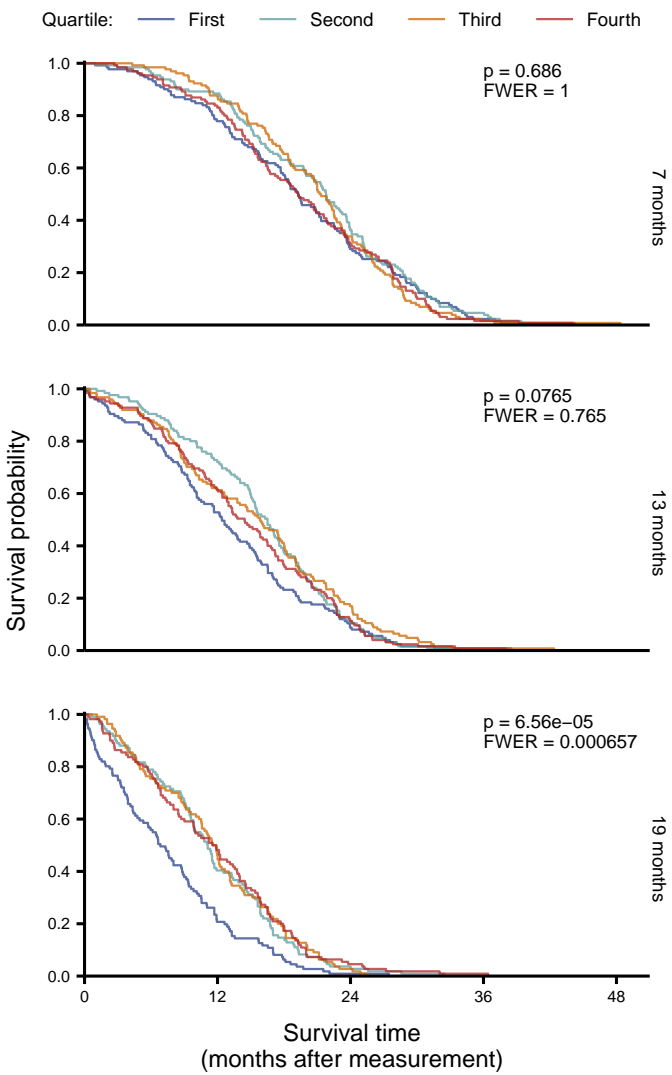 Quartile: First Second Third Fourth
1.0
0.8
0.6
0.4
0.2
0.0
p = 0.686
FWER = 1
7 months
Survival probability
1.0
0.8
0.6
0.4
0.2
0.0
p = 0.0765
FWER = 0.765
13 months
1.0
0.8
0.6
0.4
0.2
0.0
p = 6.56e−05
FWER = 0.000657
19 months
0 12 24 36 48
Survival time
(months after measurement)